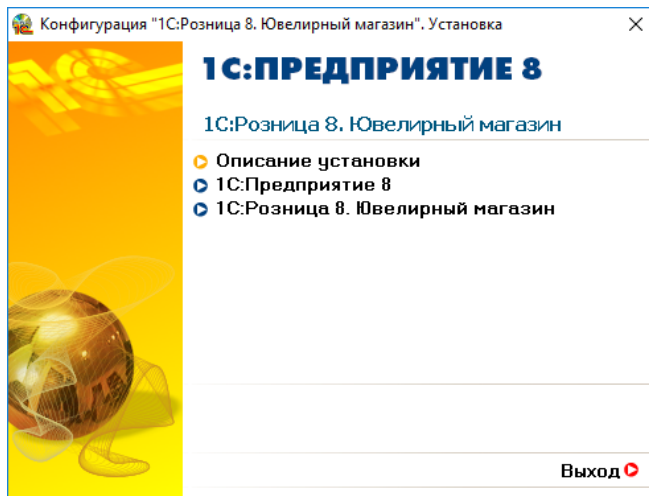 Конфигурация "1С:Розница 8. Ювелирный магазин". Установка
1С:ПРЕДПРИЯТИЕ 8
1С:Розница 8. Ювелирный магазин
Описание установки
1С:Предприятие 8
1С:Розница 8. Ювелирный магазин
Выход